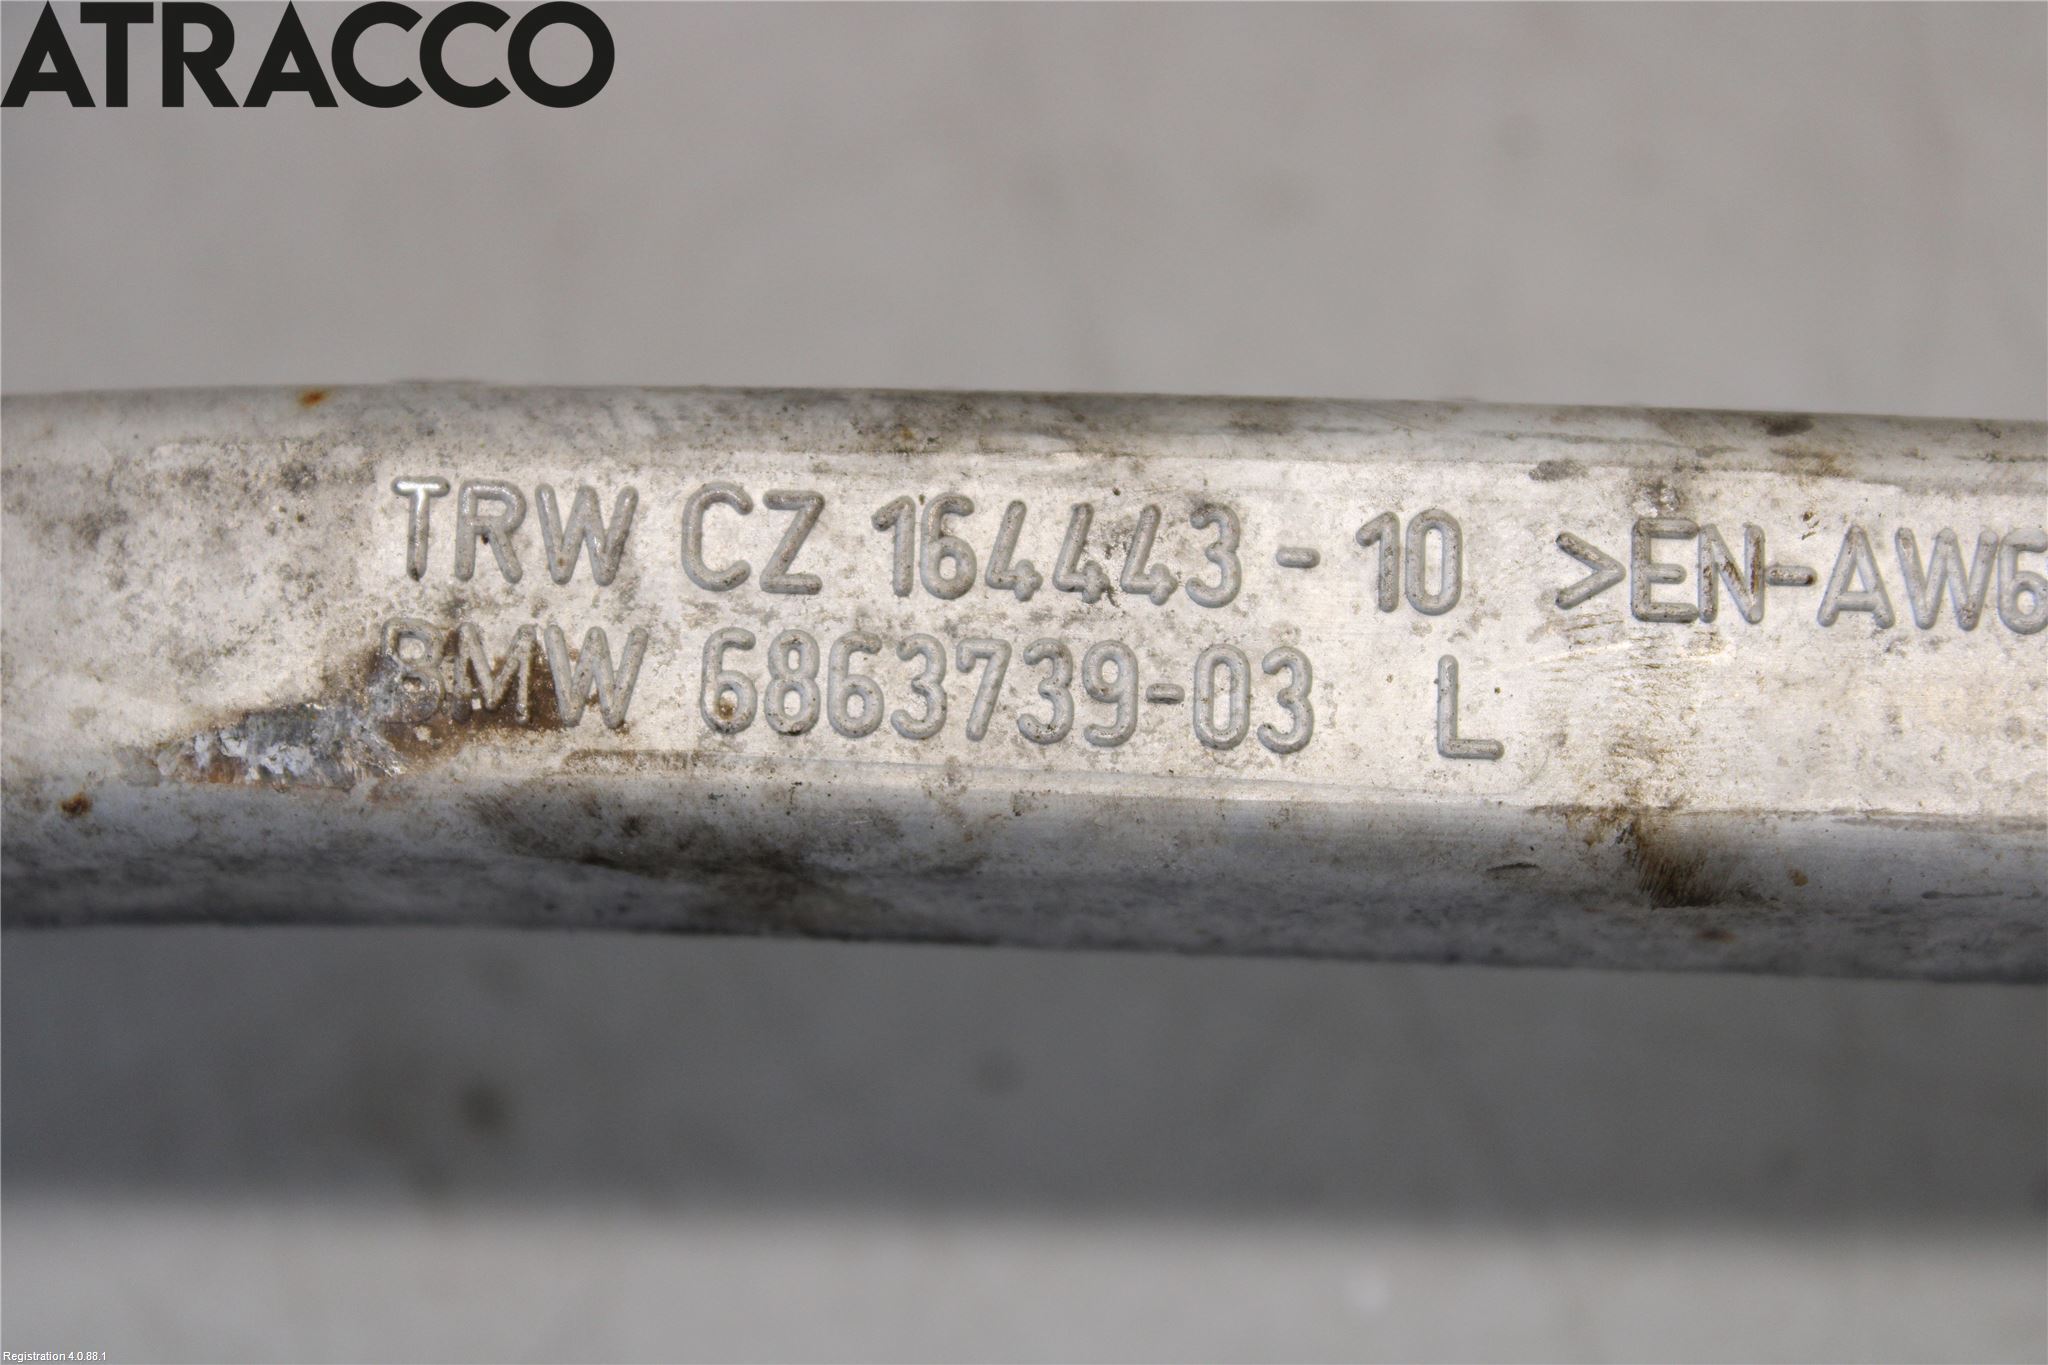 ATRACCO
TRW CZ 164443-10 >EN-AW6
BMW 6863739-03 L
Registration 4.0.88.1